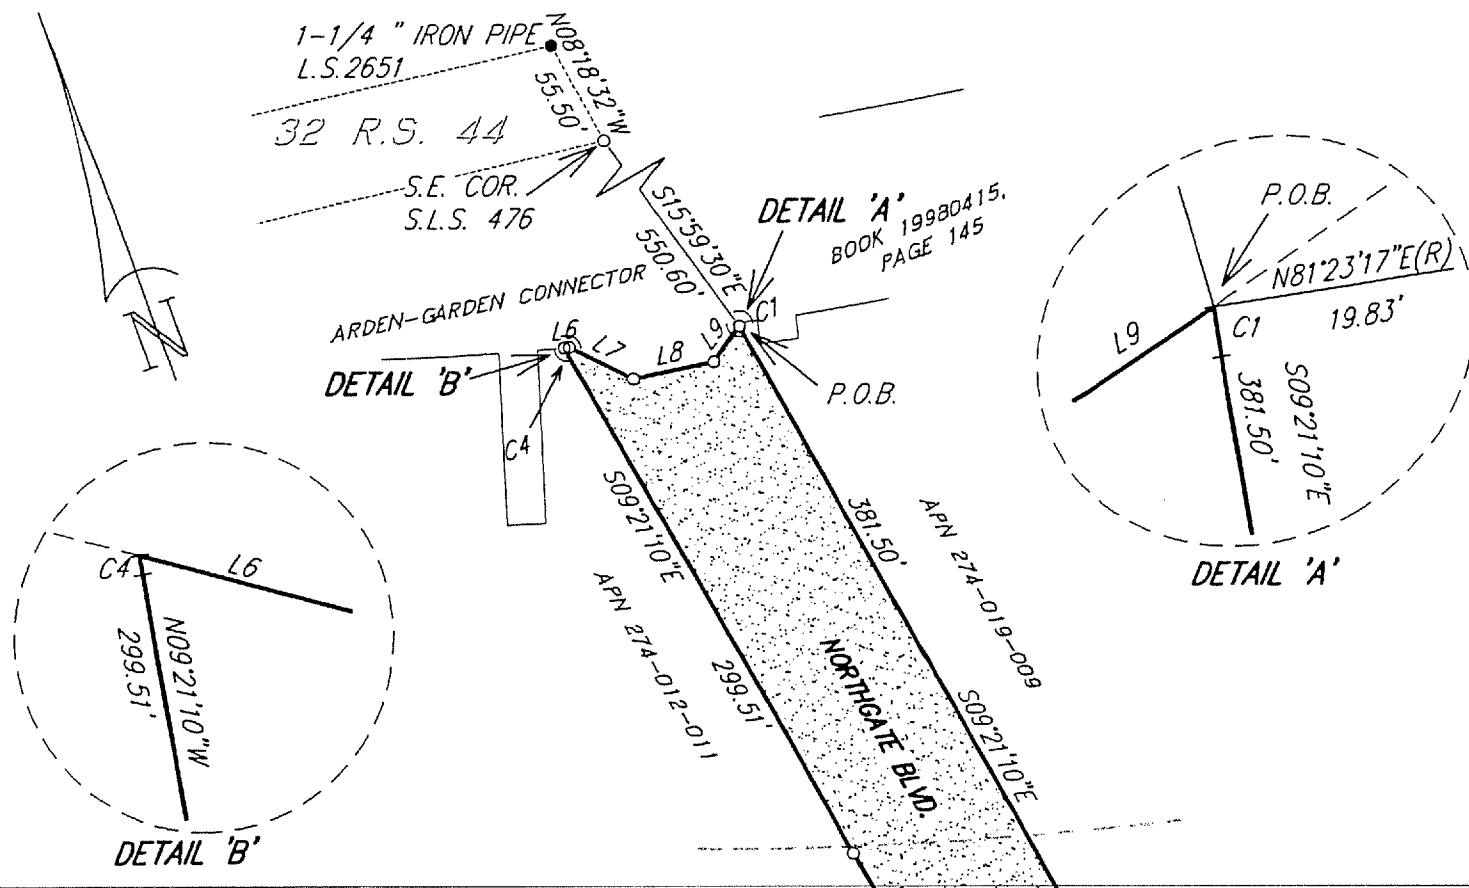 1-1/4 " IRON PIPE
L.S.2651
N08°18'32"W
55.50'
32 R.S. 44
S.E. COR.
S.L.S. 476
S15°59'30"E
550.60'
DETAIL 'A'
BOOK 19980415,
PAGE 145
ARDEN-GARDEN CONNECTOR
L6
L7
L8
L9
C1
P.O.B.
DETAIL 'B'
C4
S09°21'10"E
299.51'
381.50'
S09°21'10"E
APN 274-012-011
APN 274-019-009
NORTHGATE BLVD.
P.O.B.
N81°23'17"E(R)
19.83'
L9
C1
S09°21'10"E
381.50'
DETAIL 'A'
C4
L6
N09°21'10"W
299.51'
DETAIL 'B'
N